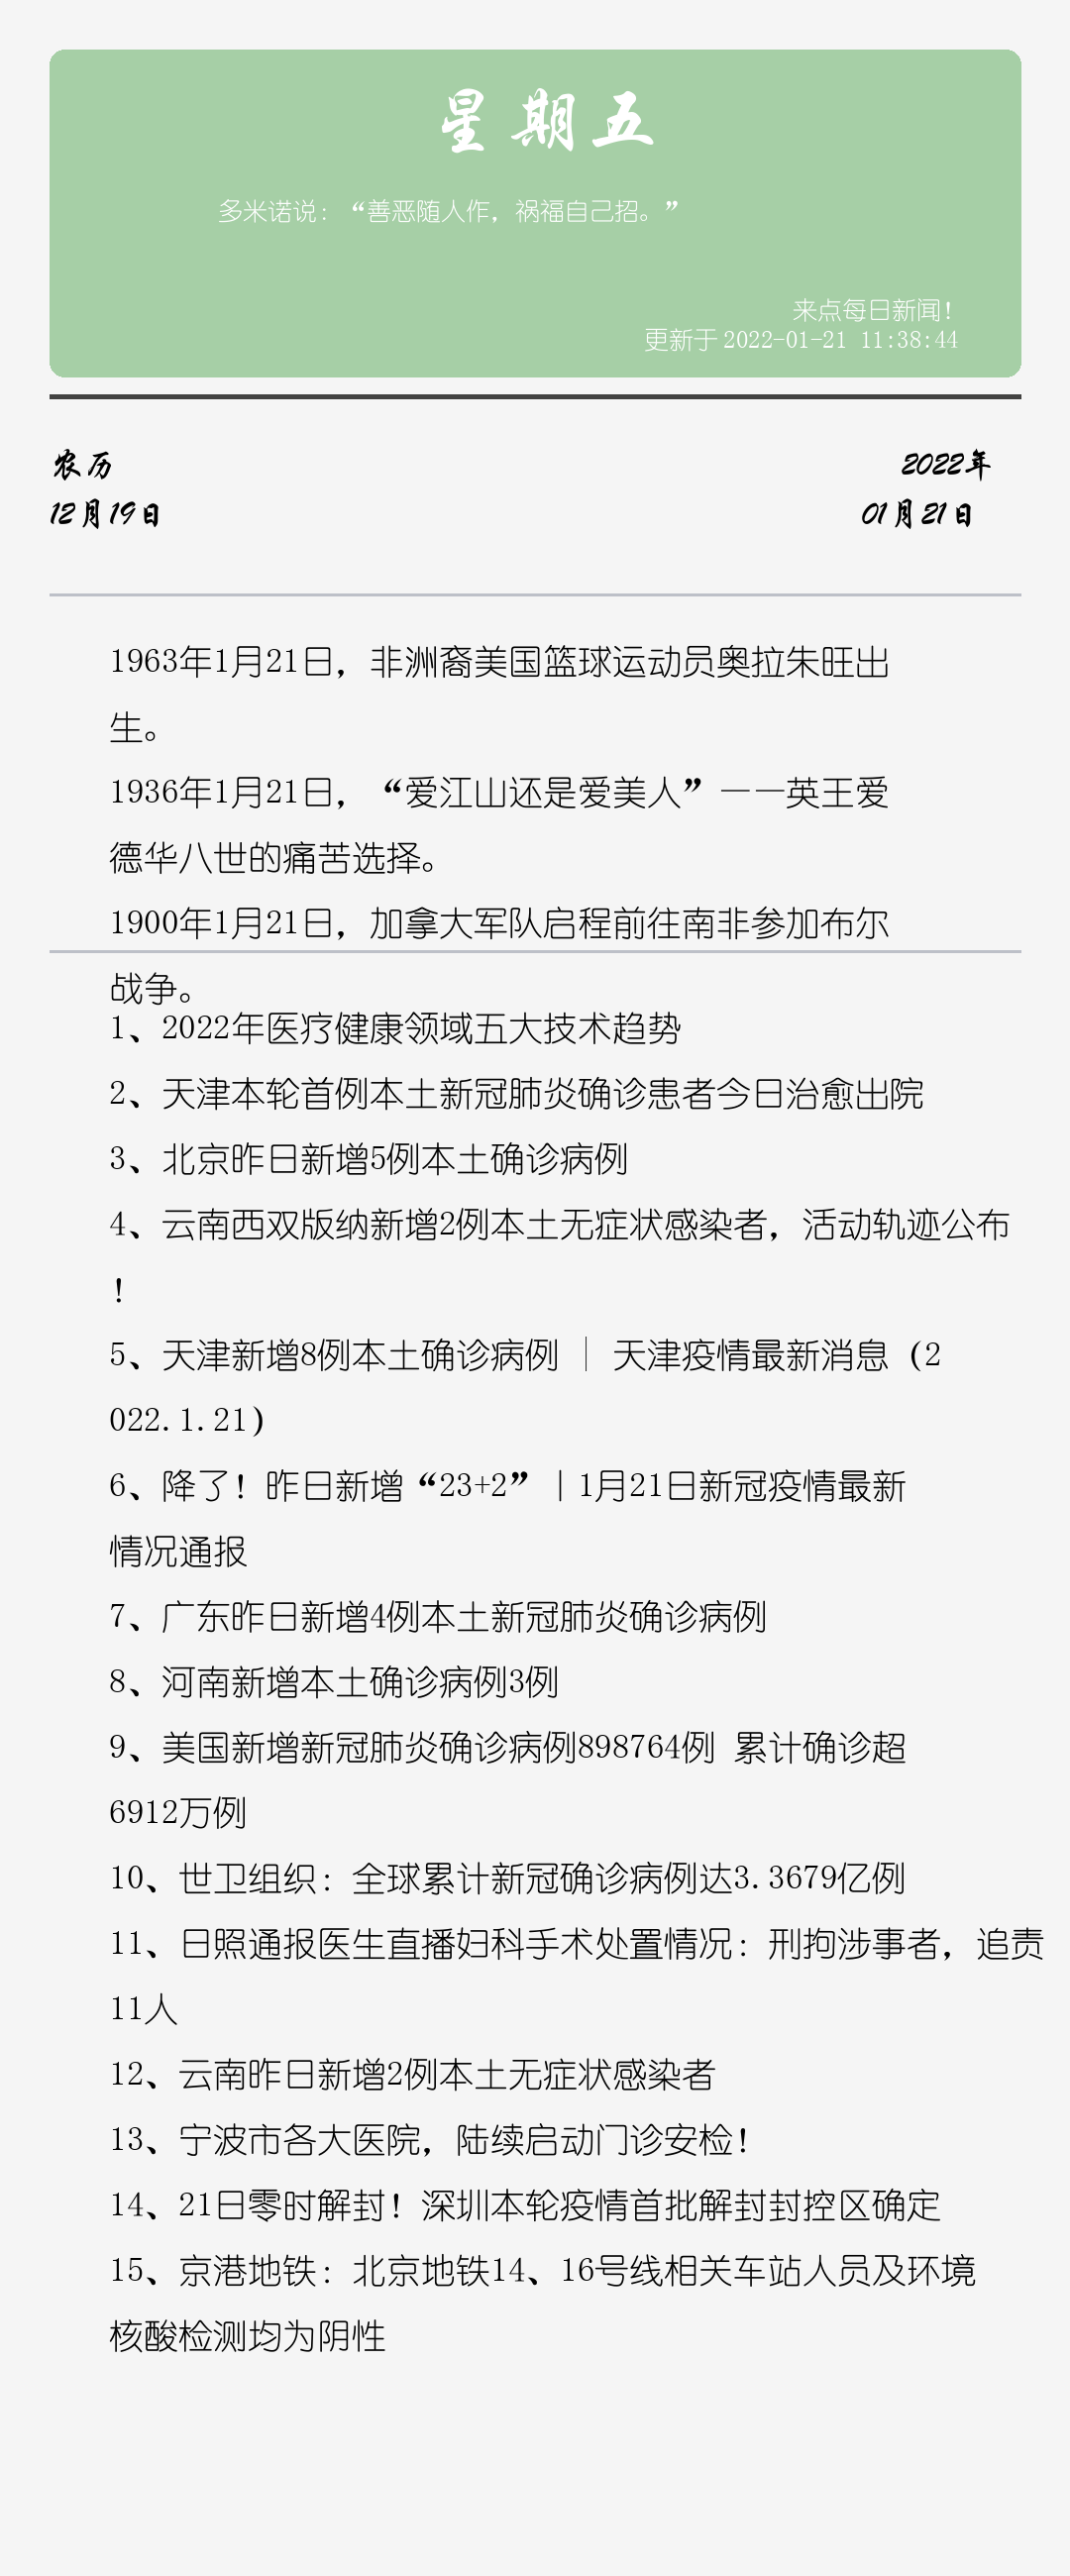 星期五
多米诺说：“善恶随人作，祸福自己招。”
来点每日新闻！
更新于 2022-01-21 11:38:44
农历
2022年
12月19日
01月21日
1963年1月21日，非洲裔美国篮球运动员奥拉朱旺出
生。
1936年1月21日，“爱江山还是爱美人”——英王爱
德华八世的痛苦选择。
1900年1月21日，加拿大军队启程前往南非参加布尔
战争。
1、2022年医疗健康领域五大技术趋势
2、天津本轮首例本土新冠肺炎确诊患者今日治愈出院
3、北京昨日新增5例本土确诊病例
4、云南西双版纳新增2例本土无症状感染者，活动轨迹公布
！
5、天津新增8例本土确诊病例 │ 天津疫情最新消息（2
022.1.21）
6、降了！昨日新增“23+2”｜1月21日新冠疫情最新
情况通报
7、广东昨日新增4例本土新冠肺炎确诊病例
8、河南新增本土确诊病例3例
9、美国新增新冠肺炎确诊病例898764例 累计确诊超
6912万例
10、世卫组织：全球累计新冠确诊病例达3.3679亿例
11、日照通报医生直播妇科手术处置情况：刑拘涉事者，追责
11人
12、云南昨日新增2例本土无症状感染者
13、宁波市各大医院，陆续启动门诊安检！
14、21日零时解封！深圳本轮疫情首批解封封控区确定
15、京港地铁：北京地铁14、16号线相关车站人员及环境
核酸检测均为阴性